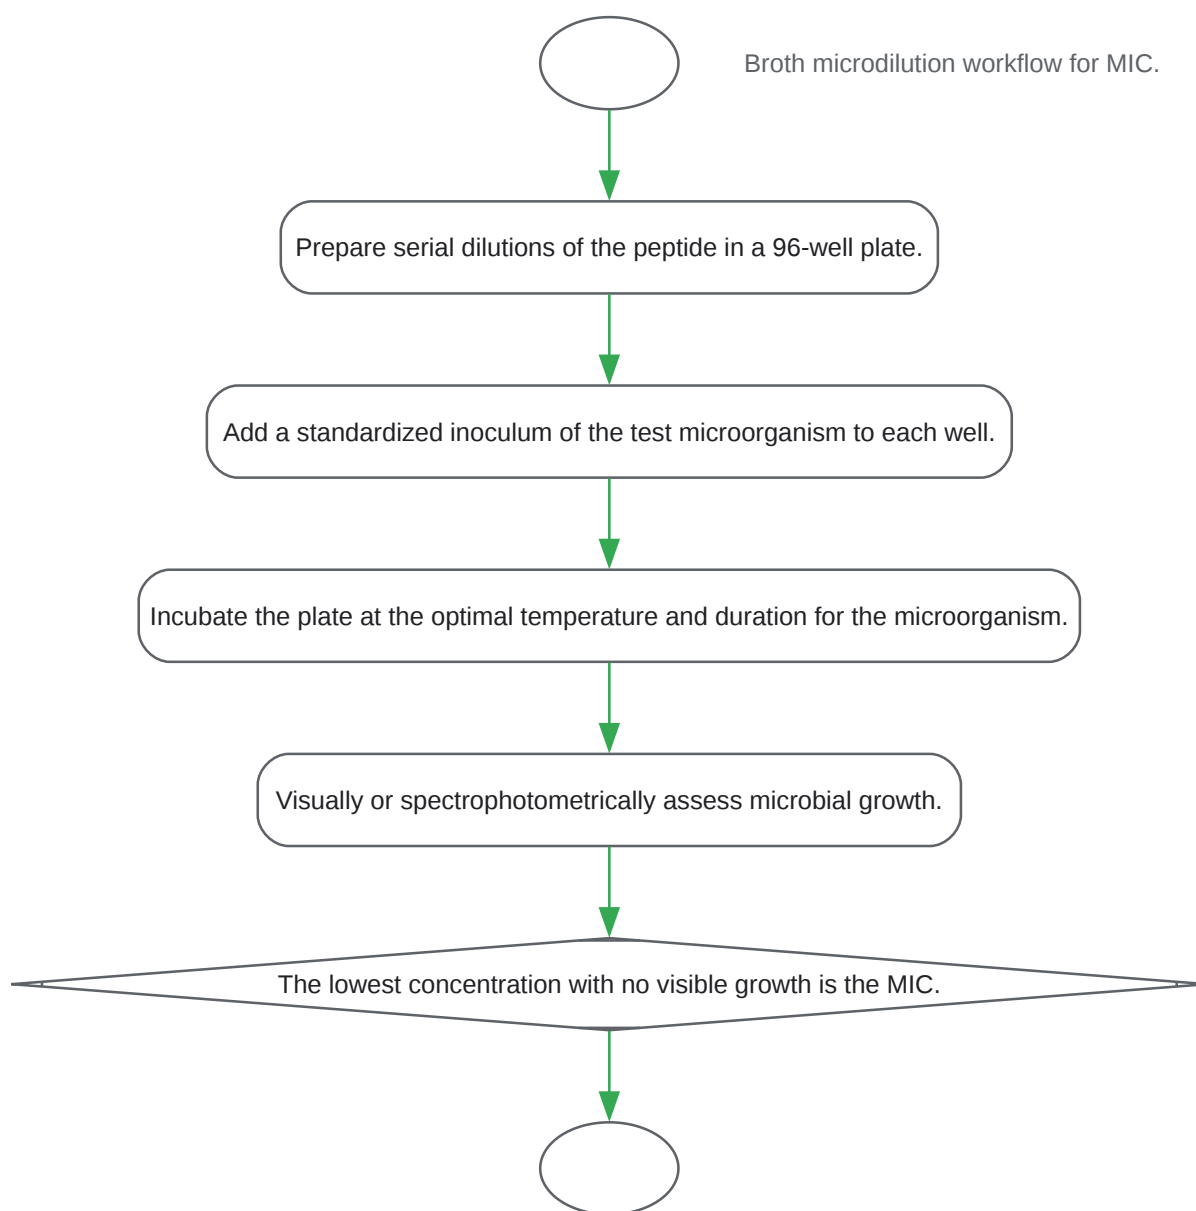 Broth microdilution workflow for MIC.
Prepare serial dilutions of the peptide in a 96-well plate.
Add a standardized inoculum of the test microorganism to each well.
Incubate the plate at the optimal temperature and duration for the microorganism.
Visually or spectrophotometrically assess microbial growth.
The lowest concentration with no visible growth is the MIC.